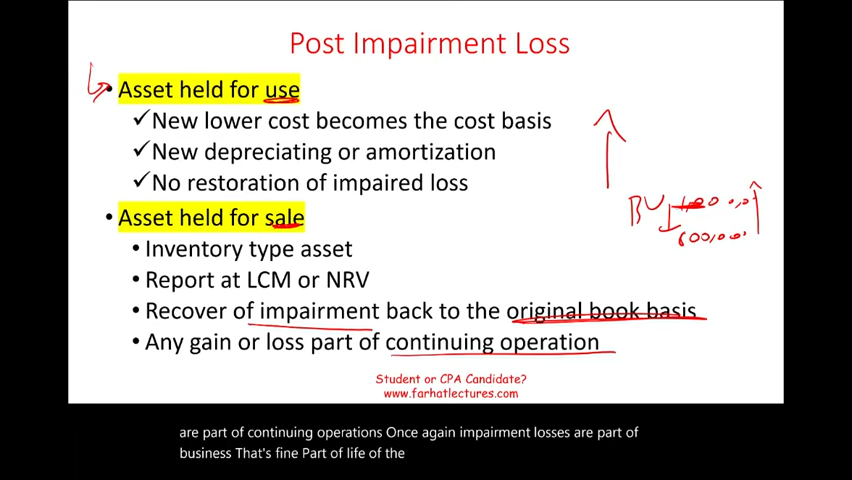 Post Impairment Loss
• Asset held for use
✓New lower cost becomes the cost basis
✓New depreciating or amortization
✓No restoration of impaired loss
• Asset held for sale
• Inventory type asset
• Report at LCM or NRV
• Recover of impairment back to the original book basis
• Any gain or loss part of continuing operation
BV
600,000
Student or CPA Candidate?
www.farhatlectures.com
are part of continuing operations Once again impairment losses are part of
business That's fine Part of life of the